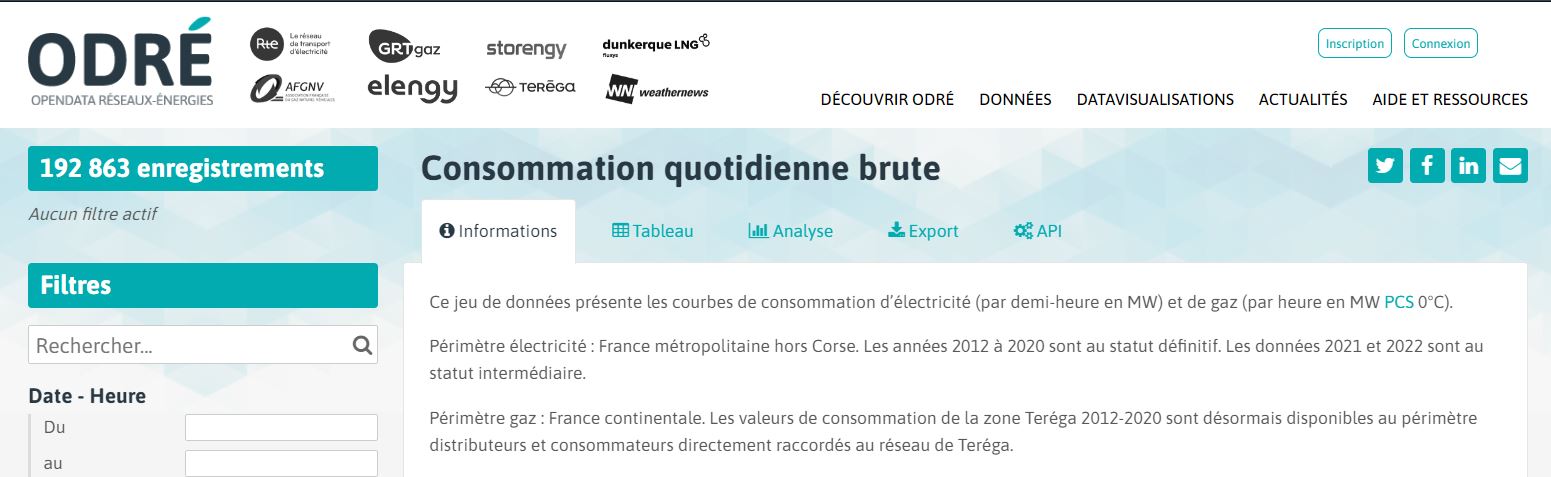 ODRÉ
OPENDATA RÉSEAUX-ÉNERGIES
Rte Le réseau de transport d'électricité
GRTgaz
storengy
dunkerque LNG
fluxys
AFGNV
elengy
TERĒGA
WNI weathernews
Inscription
Connexion
DÉCOUVRIR ODRÉ
DONNÉES
DATAVISUALISATIONS
ACTUALITÉS
AIDE ET RESSOURCES
192 863 enregistrements
Aucun filtre actif
Filtres
Rechercher...
Date - Heure
Du
au
Consommation quotidienne brute
Informations
Tableau
Analyse
Export
API
Ce jeu de données présente les courbes de consommation d’électricité (par demi-heure en MW) et de gaz (par heure en MW PCS 0°C).
Périmètre électricité : France métropolitaine hors Corse. Les années 2012 à 2020 sont au statut définitif. Les données 2021 et 2022 sont au
statut intermédiaire.
Périmètre gaz : France continentale. Les valeurs de consommation de la zone Teréga 2012-2020 sont désormais disponibles au périmètre
distributeurs et consommateurs directement raccordés au réseau de Teréga.